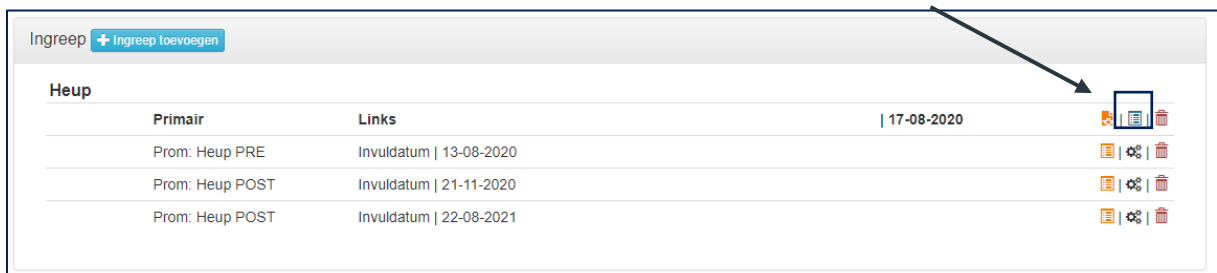 Ingreep + Ingreep toevoegen
Heup
Primair Links | 17-08-2020 | |
Prom: Heup PRE Invuldatum | 13-08-2020 | |
Prom: Heup POST Invuldatum | 21-11-2020 | |
Prom: Heup POST Invuldatum | 22-08-2021 | |